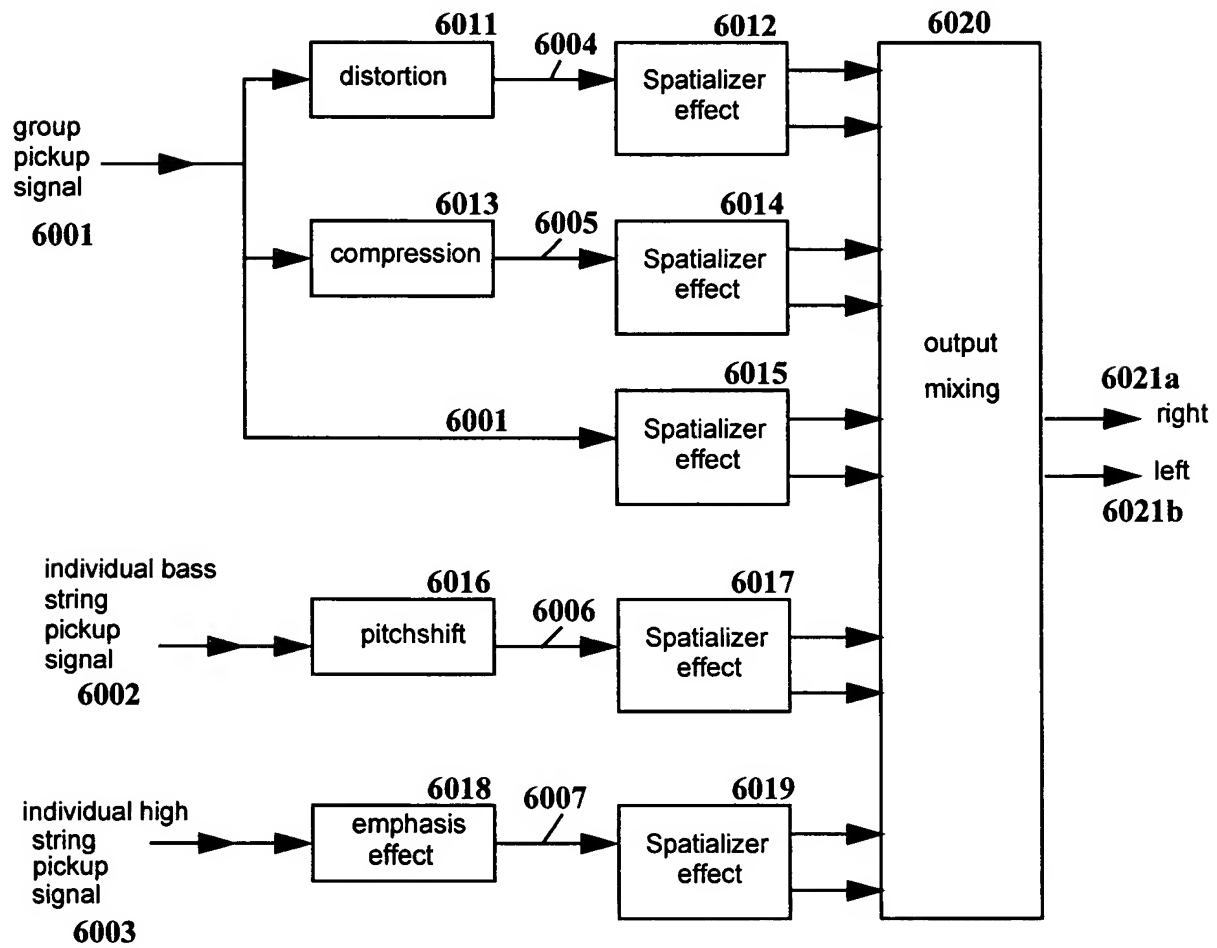 6011
6004
6012
6020
distortion
Spatializer
effect
group
pickup
signal
6001
6013
6005
6014
compression
Spatializer
effect
output
mixing
6015
6001
Spatializer
effect
6021a
right
left
6021b
individual bass
string
pickup
signal
6002
6016
6006
6017
pitchshift
Spatializer
effect
individual high
string
pickup
signal
6003
6018
6007
6019
emphasis
effect
Spatializer
effect